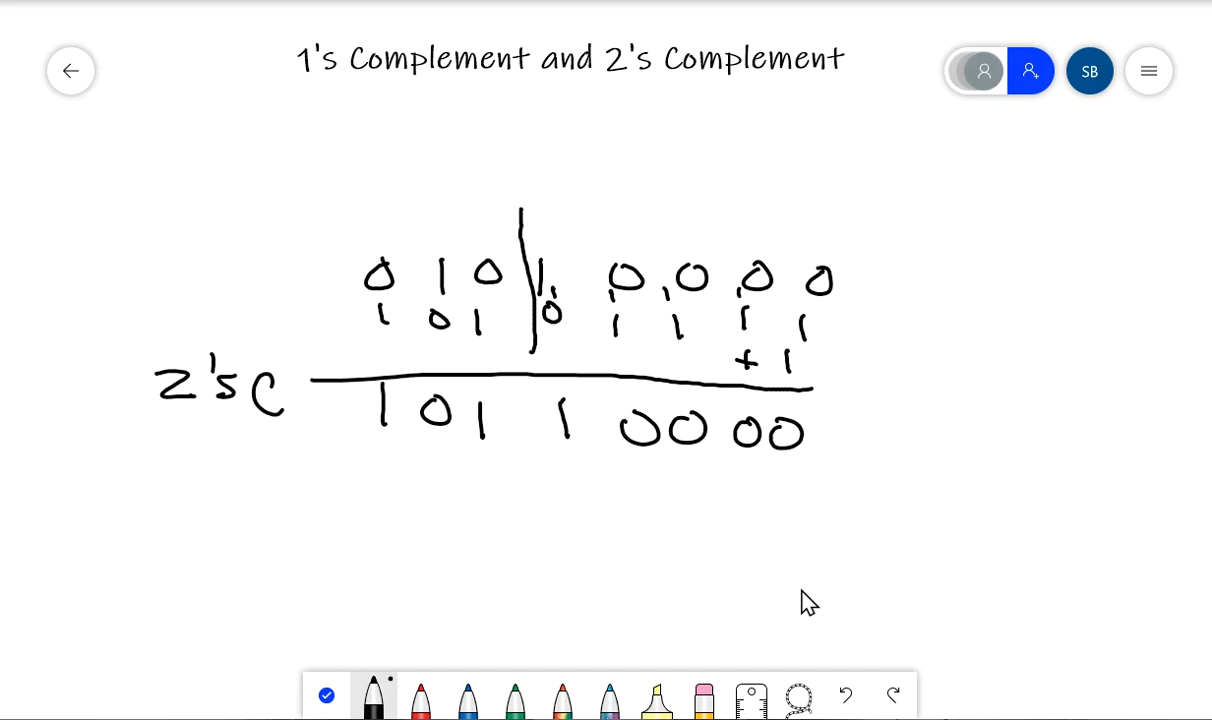 1's Complement and 2's Complement
SB
0 1 0 1 0 0 0 0
1 0 1 0 1 1 1 1
+ 1
2's C 1 0 1 1 0 0 0 0